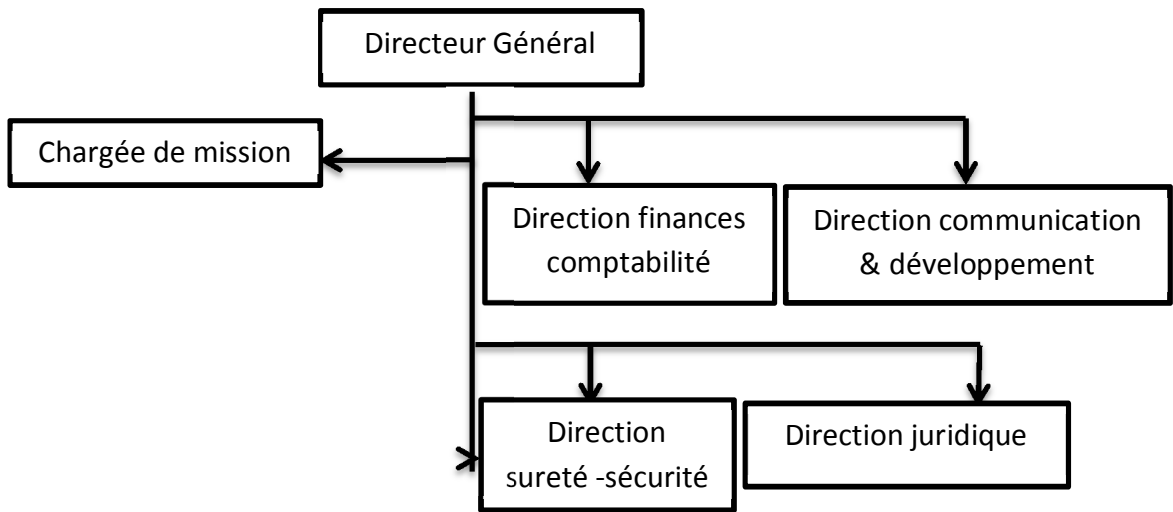 Directeur Général
Chargée de mission
Direction finances
comptabilité
Direction communication
& développement
Direction
sureté -sécurité
Direction juridique